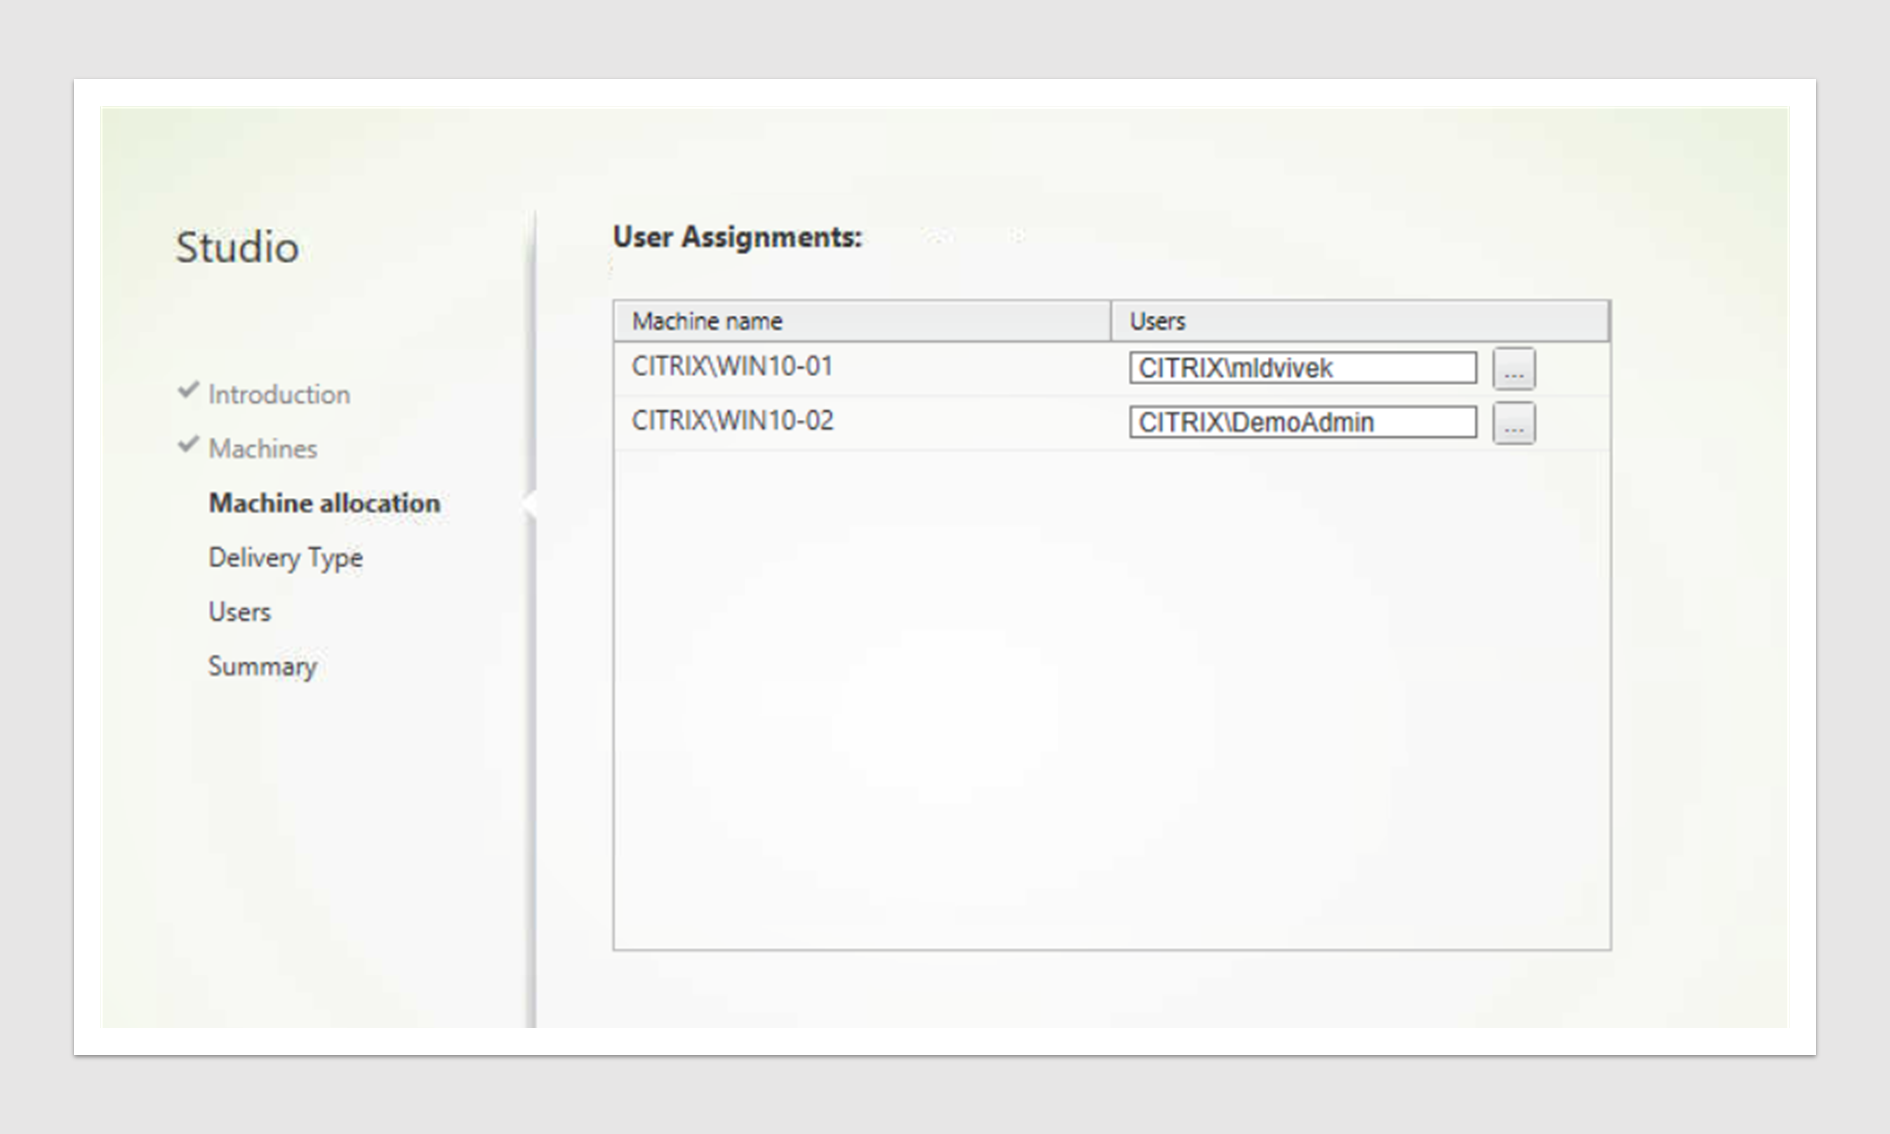 Studio
Introduction
Machines
Machine allocation
Delivery Type
Users
Summary
User Assignments:
Machine name Users
CITRIX\WIN10-01 CITRIX\mldvivek ...
CITRIX\WIN10-02 CITRIX\DemoAdmin ...